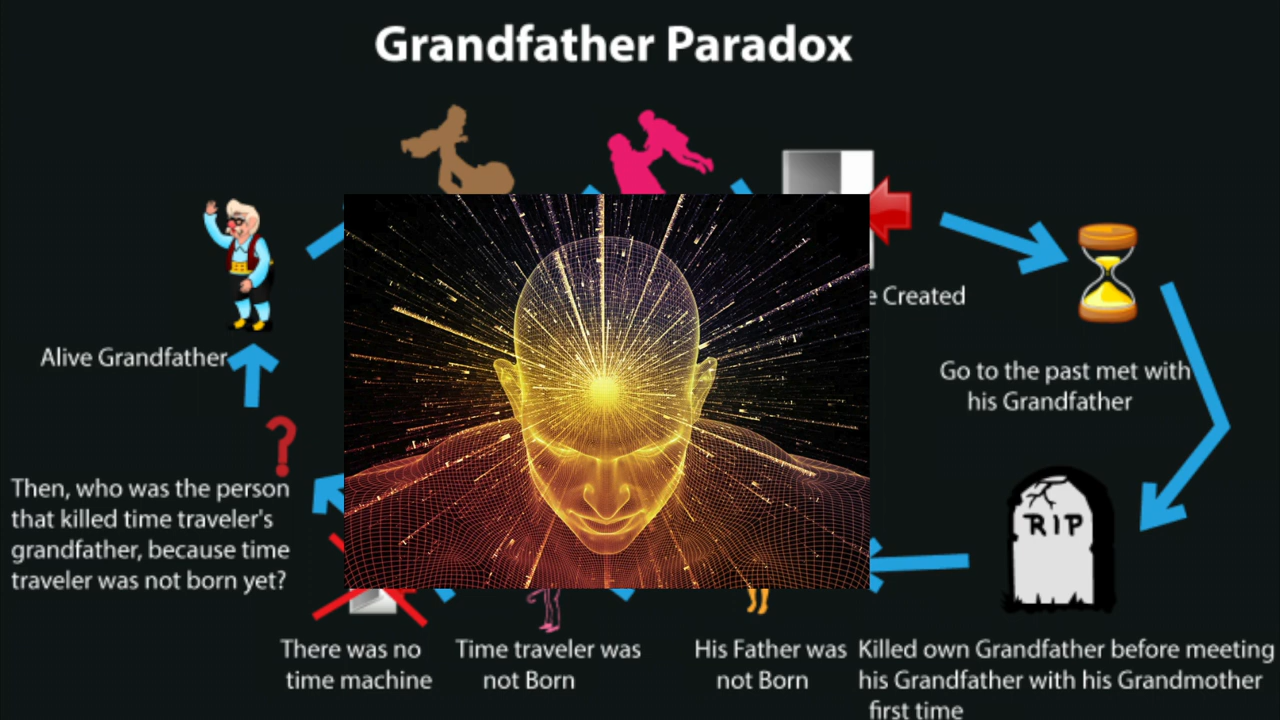 Grandfather Paradox
e Created
Alive Grandfather
Go to the past met with
his Grandfather
?
Then, who was the person
that killed time traveler's
grandfather, because time
traveler was not born yet?
RIP
There was no
time machine
Time traveler was
not Born
His Father was
not Born
Killed own Grandfather before meeting
his Grandfather with his Grandmother
first time